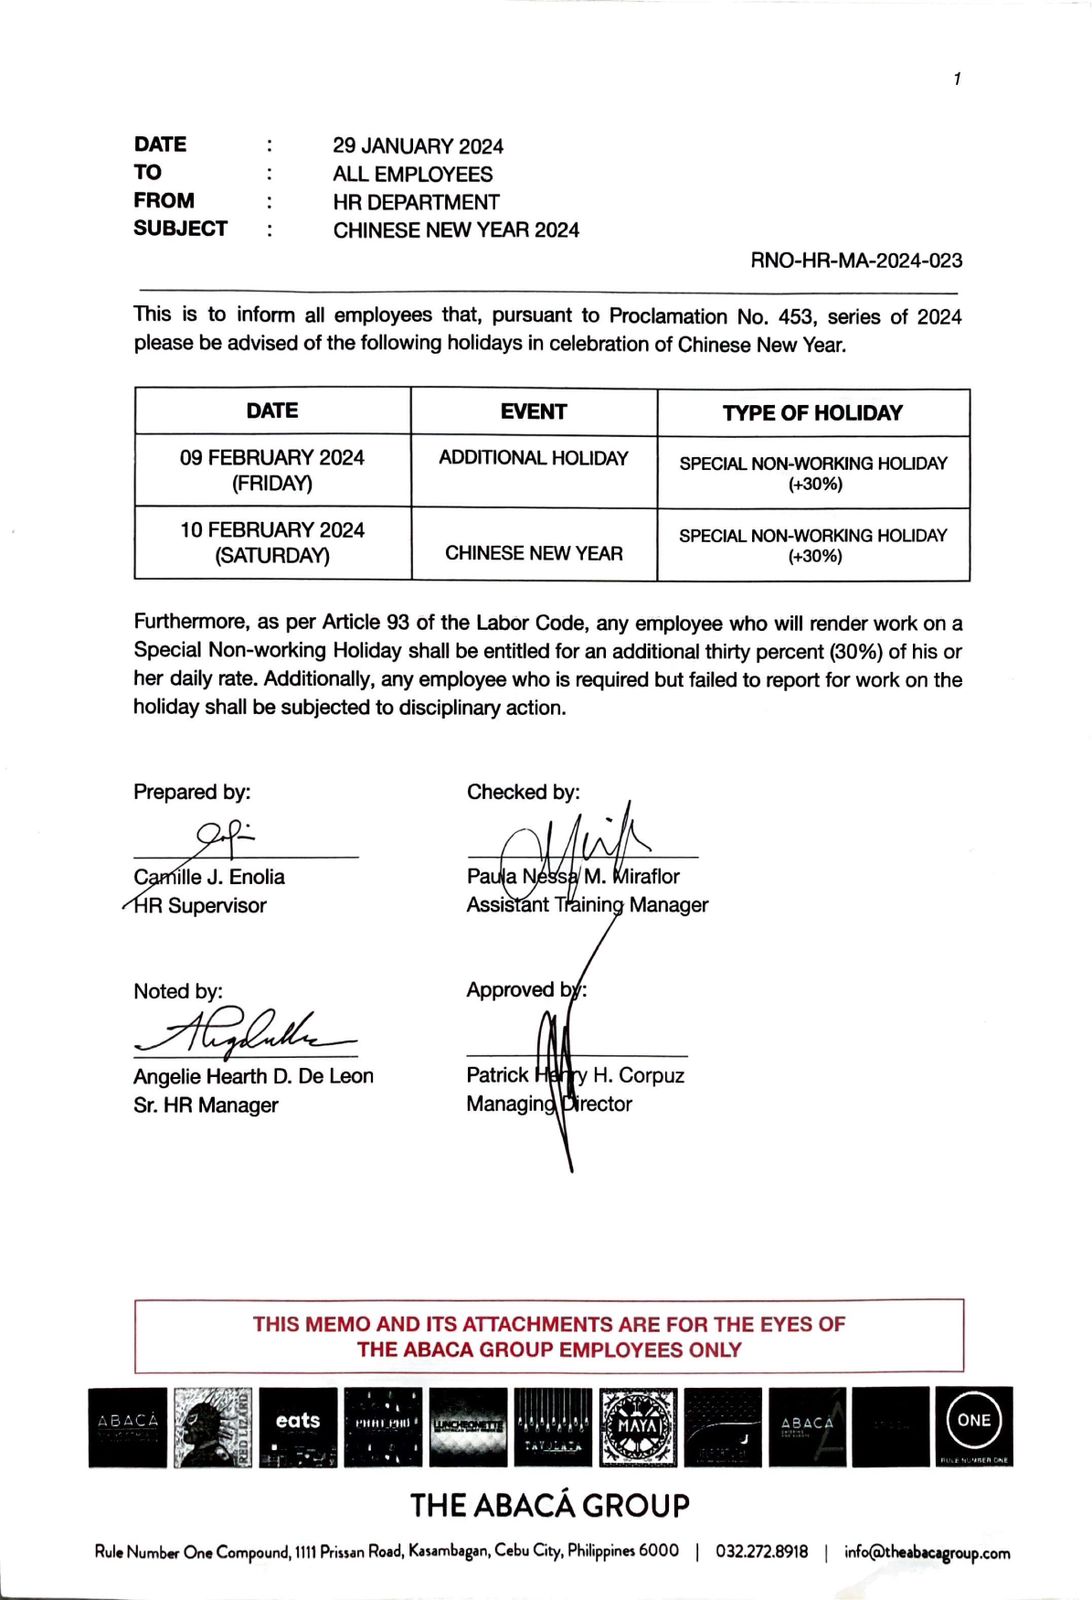 1
DATE : 29 JANUARY 2024
TO : ALL EMPLOYEES
FROM : HR DEPARTMENT
SUBJECT : CHINESE NEW YEAR 2024
RNO-HR-MA-2024-023
This is to inform all employees that, pursuant to Proclamation No. 453, series of 2024
please be advised of the following holidays in celebration of Chinese New Year.
DATE EVENT TYPE OF HOLIDAY
09 FEBRUARY 2024 (FRIDAY) ADDITIONAL HOLIDAY SPECIAL NON-WORKING HOLIDAY (+30%)
10 FEBRUARY 2024 (SATURDAY) CHINESE NEW YEAR SPECIAL NON-WORKING HOLIDAY (+30%)
Furthermore, as per Article 93 of the Labor Code, any employee who will render work on a
Special Non-working Holiday shall be entitled for an additional thirty percent (30%) of his or
her daily rate. Additionally, any employee who is required but failed to report for work on the
holiday shall be subjected to disciplinary action.
Prepared by: Checked by:
Camille J. Enolia Paula Nessa M. Miraflor
HR Supervisor Assistant Training Manager
Noted by: Approved by:
Angelie Hearth D. De Leon Patrick Henry H. Corpuz
Sr. HR Manager Managing Director
THIS MEMO AND ITS ATTACHMENTS ARE FOR THE EYES OF
THE ABACA GROUP EMPLOYEES ONLY
ABACÁ RED LIZARD eats PHAT PHO LUNCHEONETTE TAVOLATA MAYA ABACÁ ONE
RULE NUMBER ONE
THE ABACÁ GROUP
Rule Number One Compound, 1111 Prissan Road, Kasambagan, Cebu City, Philippines 6000 | 032.272.8918 | info@theabacagroup.com